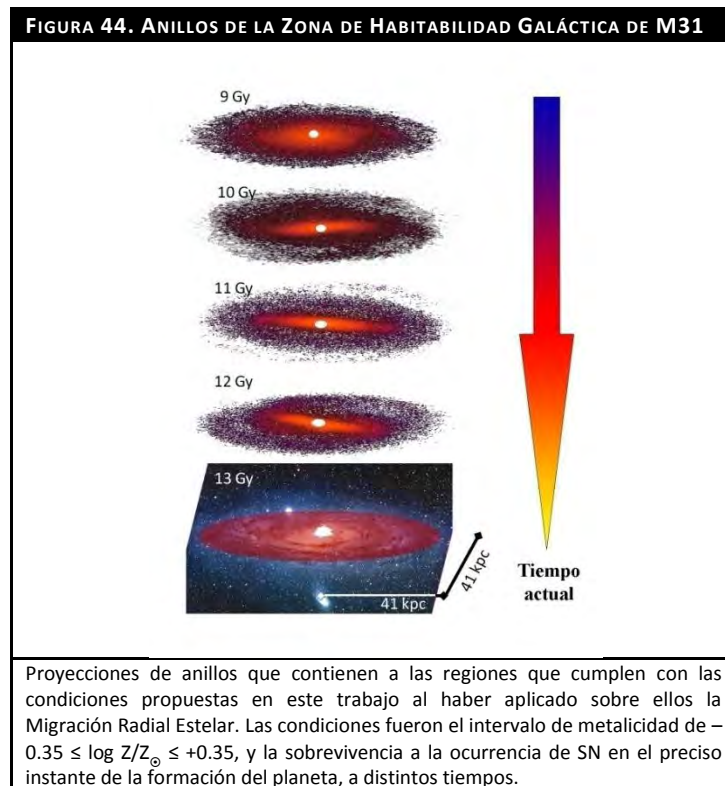 FIGURA 44. ANILLOS DE LA ZONA DE HABITABILIDAD GALÁCTICA DE M31
9 Gy
10 Gy
11 Gy
12 Gy
13 Gy
41 kpc
41 kpc
Tiempo
actual
Proyecciones de anillos que contienen a las regiones que cumplen con las
condiciones propuestas en este trabajo al haber aplicado sobre ellos la
Migración Radial Estelar. Las condiciones fueron el intervalo de metalicidad de –
0.35 ≤ log Z/Z⊙ ≤ +0.35, y la sobrevivencia a la ocurrencia de SN en el preciso
instante de la formación del planeta, a distintos tiempos.